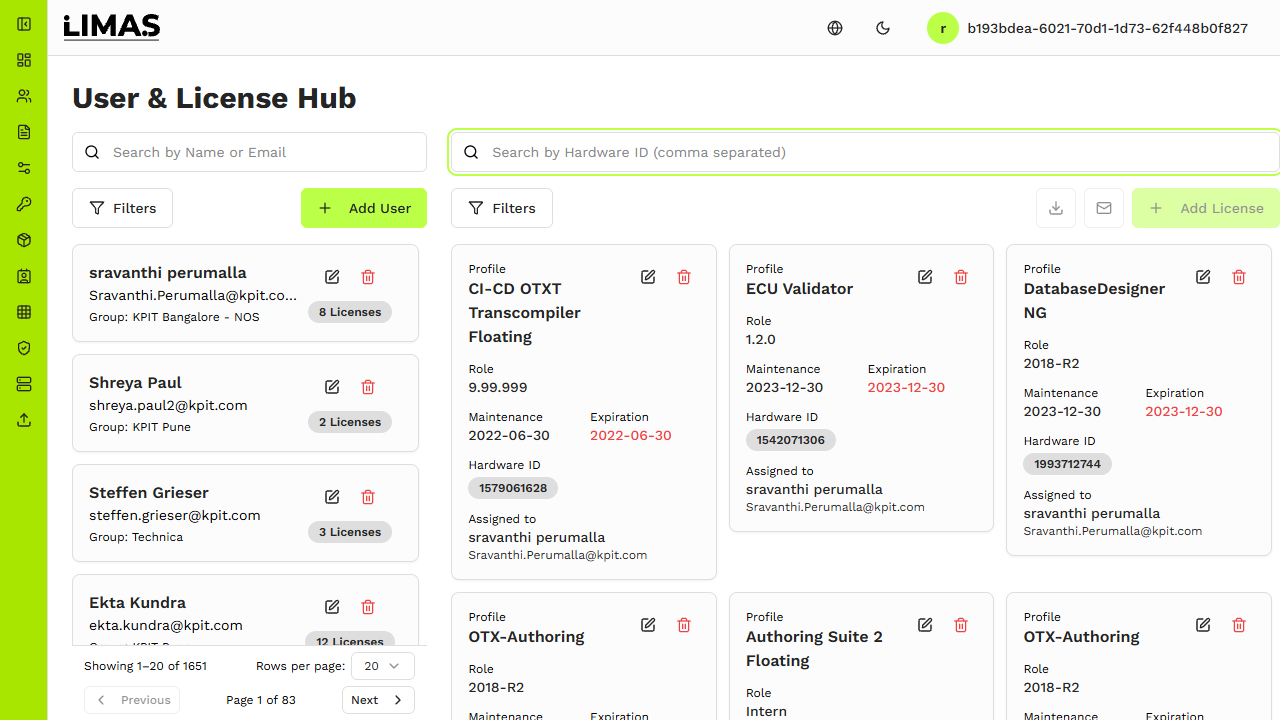 LIMAS
r
b193bdea-6021-70d1-1d73-62f448b0f827
User & License Hub
Search by Name or Email
Search by Hardware ID (comma separated)
Filters
Add User
Filters
Add License
sravanthi perumalla
Sravanthi.Perumalla@kpit.co...
Group: KPIT Bangalore - NOS
8 Licenses
Shreya Paul
shreya.paul2@kpit.com
Group: KPIT Pune
2 Licenses
Steffen Grieser
steffen.grieser@kpit.com
Group: Technica
3 Licenses
Ekta Kundra
ekta.kundra@kpit.com
12 Licenses
Showing 1–20 of 1651
Rows per page:
20
Previous
Page 1 of 83
Next
Profile
CI-CD OTXT
Transcompiler
Floating
Role
9.99.999
Maintenance
Expiration
2022-06-30
2022-06-30
Hardware ID
1579061628
Assigned to
sravanthi perumalla
Sravanthi.Perumalla@kpit.com
Profile
ECU Validator
Role
1.2.0
Maintenance
Expiration
2023-12-30
2023-12-30
Hardware ID
1542071306
Assigned to
sravanthi perumalla
Sravanthi.Perumalla@kpit.com
Profile
DatabaseDesigner
NG
Role
2018-R2
Maintenance
Expiration
2023-12-30
2023-12-30
Hardware ID
1993712744
Assigned to
sravanthi perumalla
Sravanthi.Perumalla@kpit.com
Profile
OTX-Authoring
Role
2018-R2
Maintenance
Expiration
Profile
Authoring Suite 2
Floating
Role
Intern
Profile
OTX-Authoring
Role
2018-R2
Maintenance
Expiration